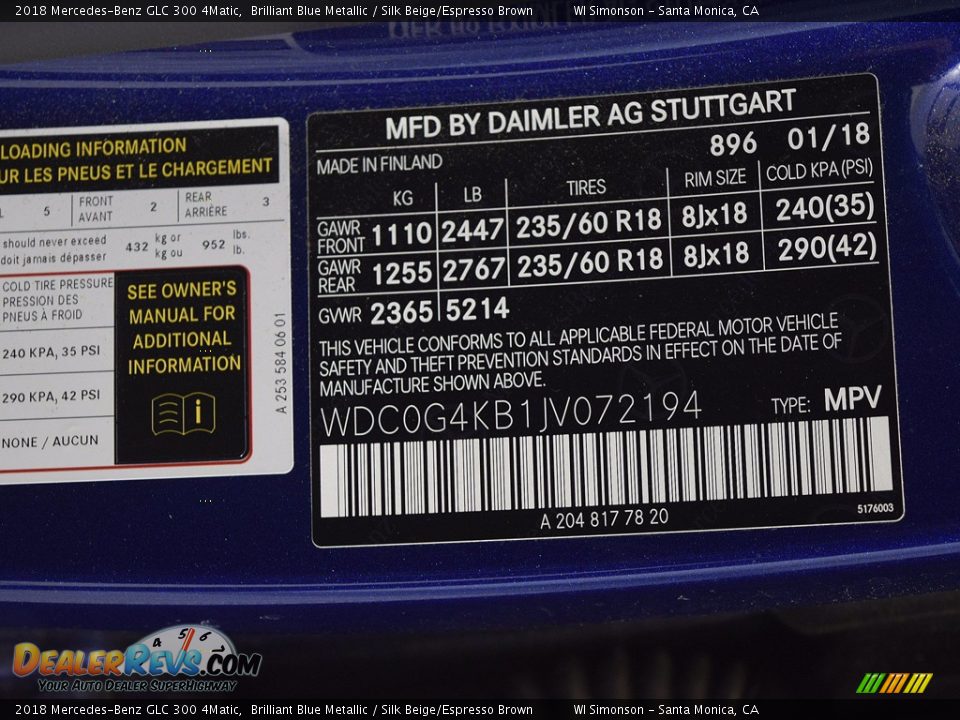 2018 Mercedes-Benz GLC 300 4Matic, Brilliant Blue Metallic / Silk Beige/Espresso Brown WI Simonson - Santa Monica, CA
LOADING INFORMATION
UR LES PNEUS ET LE CHARGEMENT
5 FRONT AVANT 2 REAR ARRIÈRE 3
should never exceed
doit jamais dépasser
432 kg or kg ou 952 lbs. lb.
COLD TIRE PRESSURE
PRESSION DES
PNEUS À FROID
240 KPA, 35 PSI
290 KPA, 42 PSI
NONE / AUCUN
SEE OWNER'S
MANUAL FOR
ADDITIONAL
INFORMATION
i
A 253 584 06 01
MFD BY DAIMLER AG STUTTGART
896 01/18
MADE IN FINLAND
KG LB TIRES RIM SIZE COLD KPA (PSI)
GAWR FRONT 1110 2447 235/60 R18 8Jx18 240(35)
GAWR REAR 1255 2767 235/60 R18 8Jx18 290(42)
GVWR 2365 5214
THIS VEHICLE CONFORMS TO ALL APPLICABLE FEDERAL MOTOR VEHICLE
SAFETY AND THEFT PREVENTION STANDARDS IN EFFECT ON THE DATE OF
MANUFACTURE SHOWN ABOVE.
WDC0G4KB1JV072194 TYPE: MPV
A 204 817 78 20
5176003
4 5 6 7
DEALERREVS.COM
YOUR AUTO DEALER SUPERHIGHWAY
2018 Mercedes-Benz GLC 300 4Matic, Brilliant Blue Metallic / Silk Beige/Espresso Brown WI Simonson - Santa Monica, CA